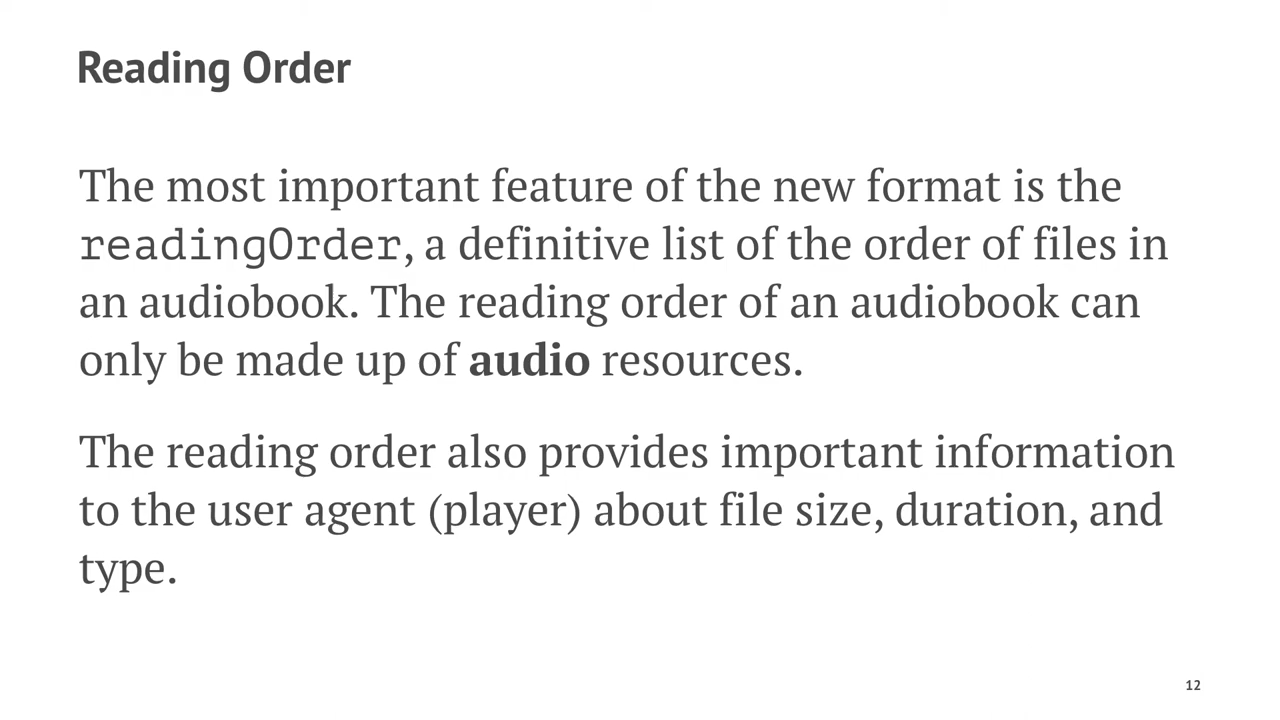 Reading Order
The most important feature of the new format is the
readingOrder, a definitive list of the order of files in
an audiobook. The reading order of an audiobook can
only be made up of audio resources.
The reading order also provides important information
to the user agent (player) about file size, duration, and
type.
12